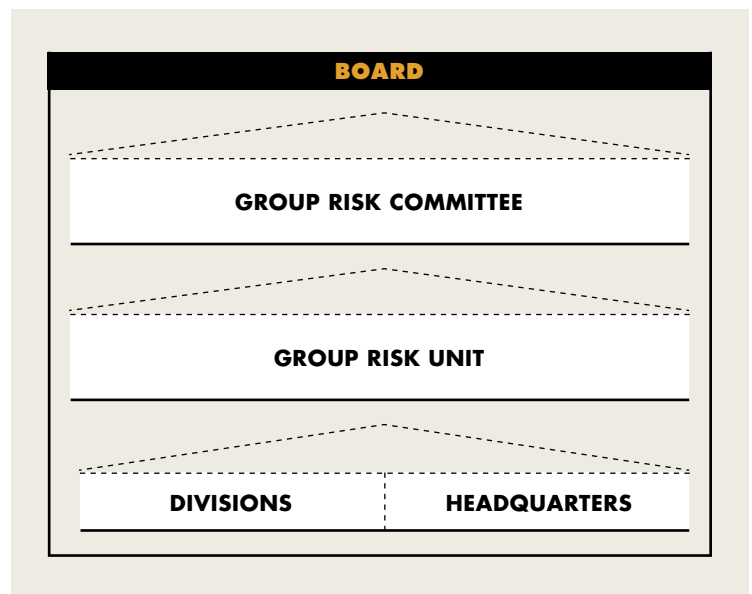 BOARD
GROUP RISK COMMITTEE
GROUP RISK UNIT
DIVISIONS
HEADQUARTERS